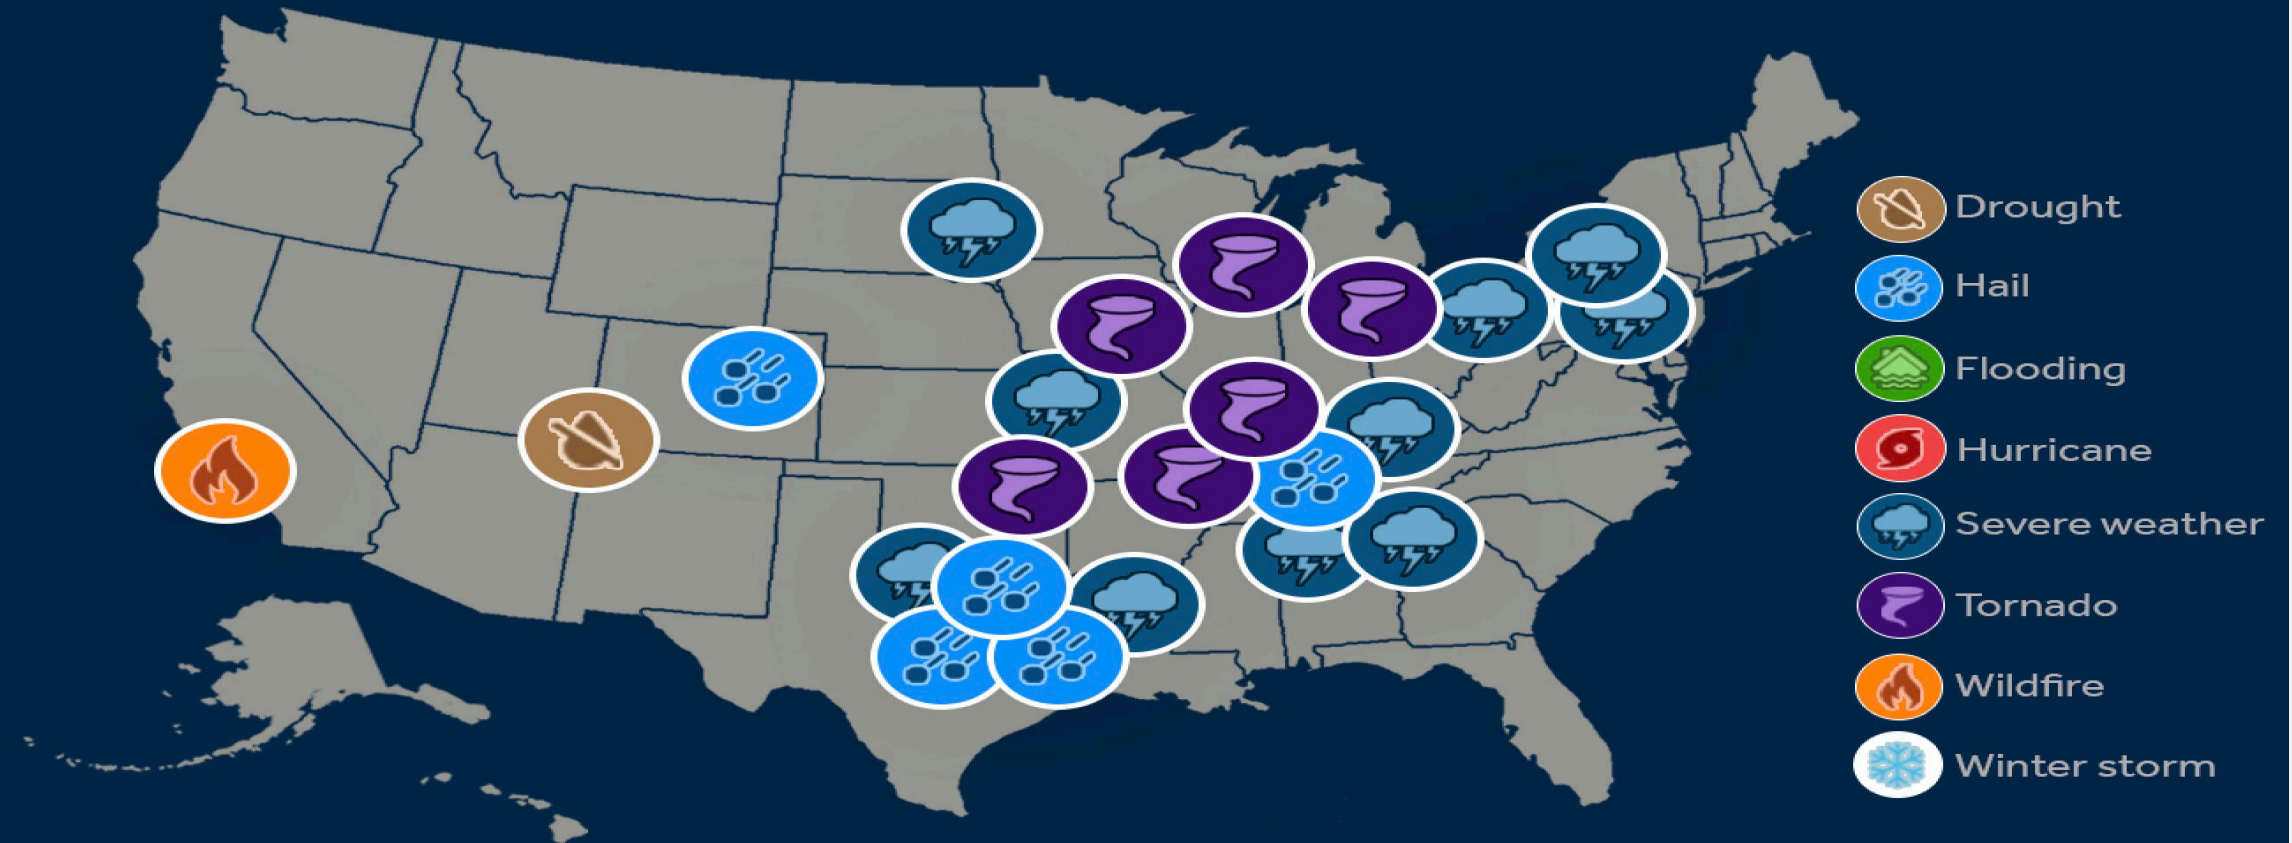 Drought
Hail
Flooding
Hurricane
Severe weather
Tornado
Wildfire
Winter storm